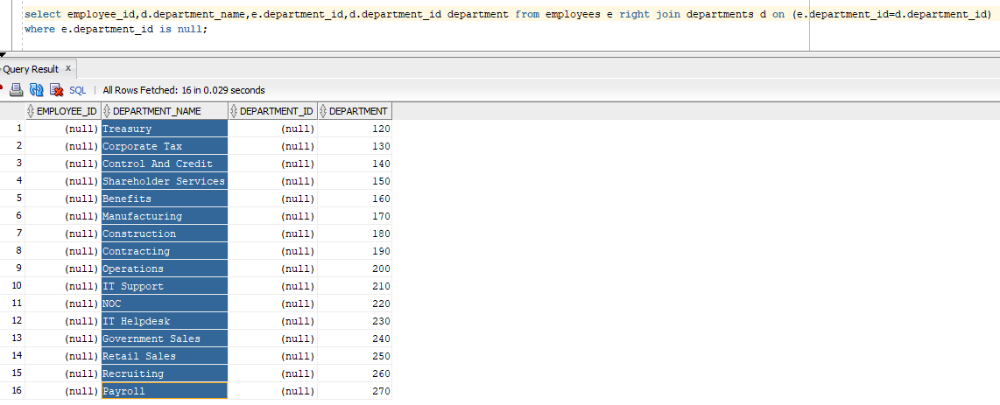 select employee_id,d.department_name,e.department_id,d.department_id department from employees e right join departments d on (e.department_id=d.department_id)
where e.department_id is null;
Query Result x
SQL | All Rows Fetched: 16 in 0.029 seconds
EMPLOYEE_ID DEPARTMENT_NAME DEPARTMENT_ID DEPARTMENT
1 (null) Treasury (null) 120
2 (null) Corporate Tax (null) 130
3 (null) Control And Credit (null) 140
4 (null) Shareholder Services (null) 150
5 (null) Benefits (null) 160
6 (null) Manufacturing (null) 170
7 (null) Construction (null) 180
8 (null) Contracting (null) 190
9 (null) Operations (null) 200
10 (null) IT Support (null) 210
11 (null) NOC (null) 220
12 (null) IT Helpdesk (null) 230
13 (null) Government Sales (null) 240
14 (null) Retail Sales (null) 250
15 (null) Recruiting (null) 260
16 (null) Payroll (null) 270